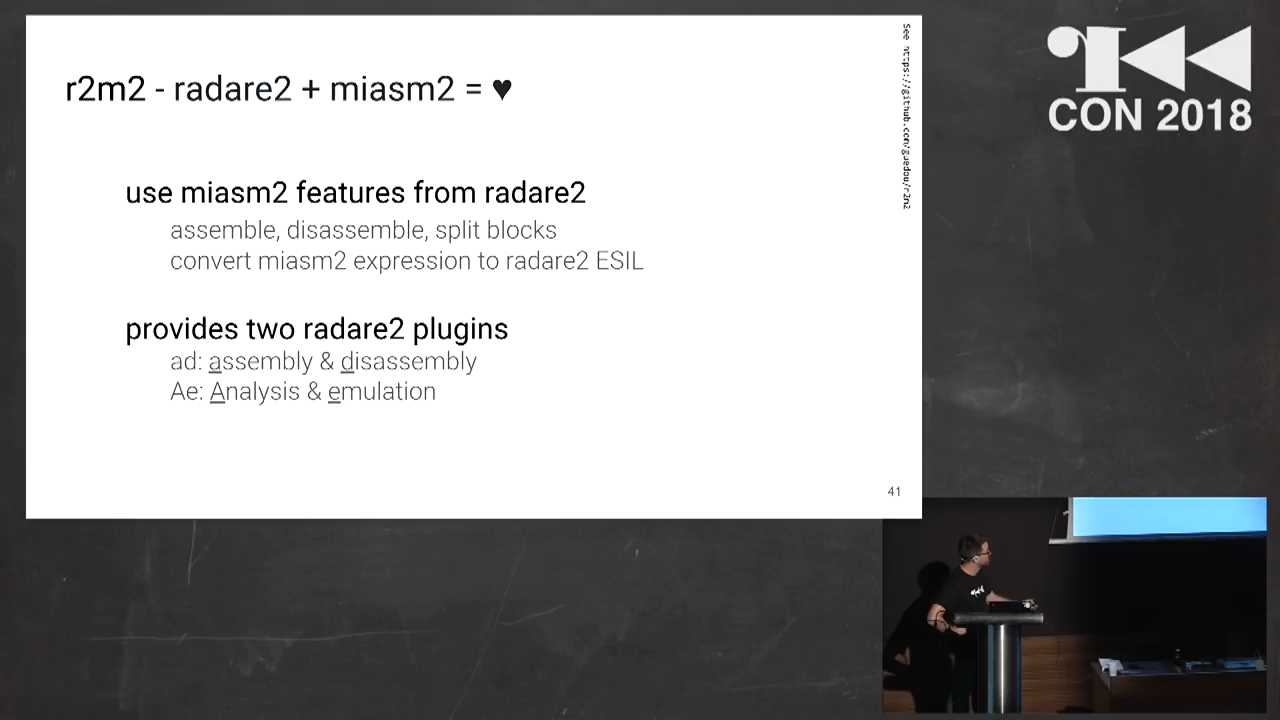 r2m2 - radare2 + miasm2 = ♥
use miasm2 features from radare2
assemble, disassemble, split blocks
convert miasm2 expression to radare2 ESIL
provides two radare2 plugins
ad: assembly & disassembly
Ae: Analysis & emulation
41
See https://github.com/guedou/r2m2
CON 2018